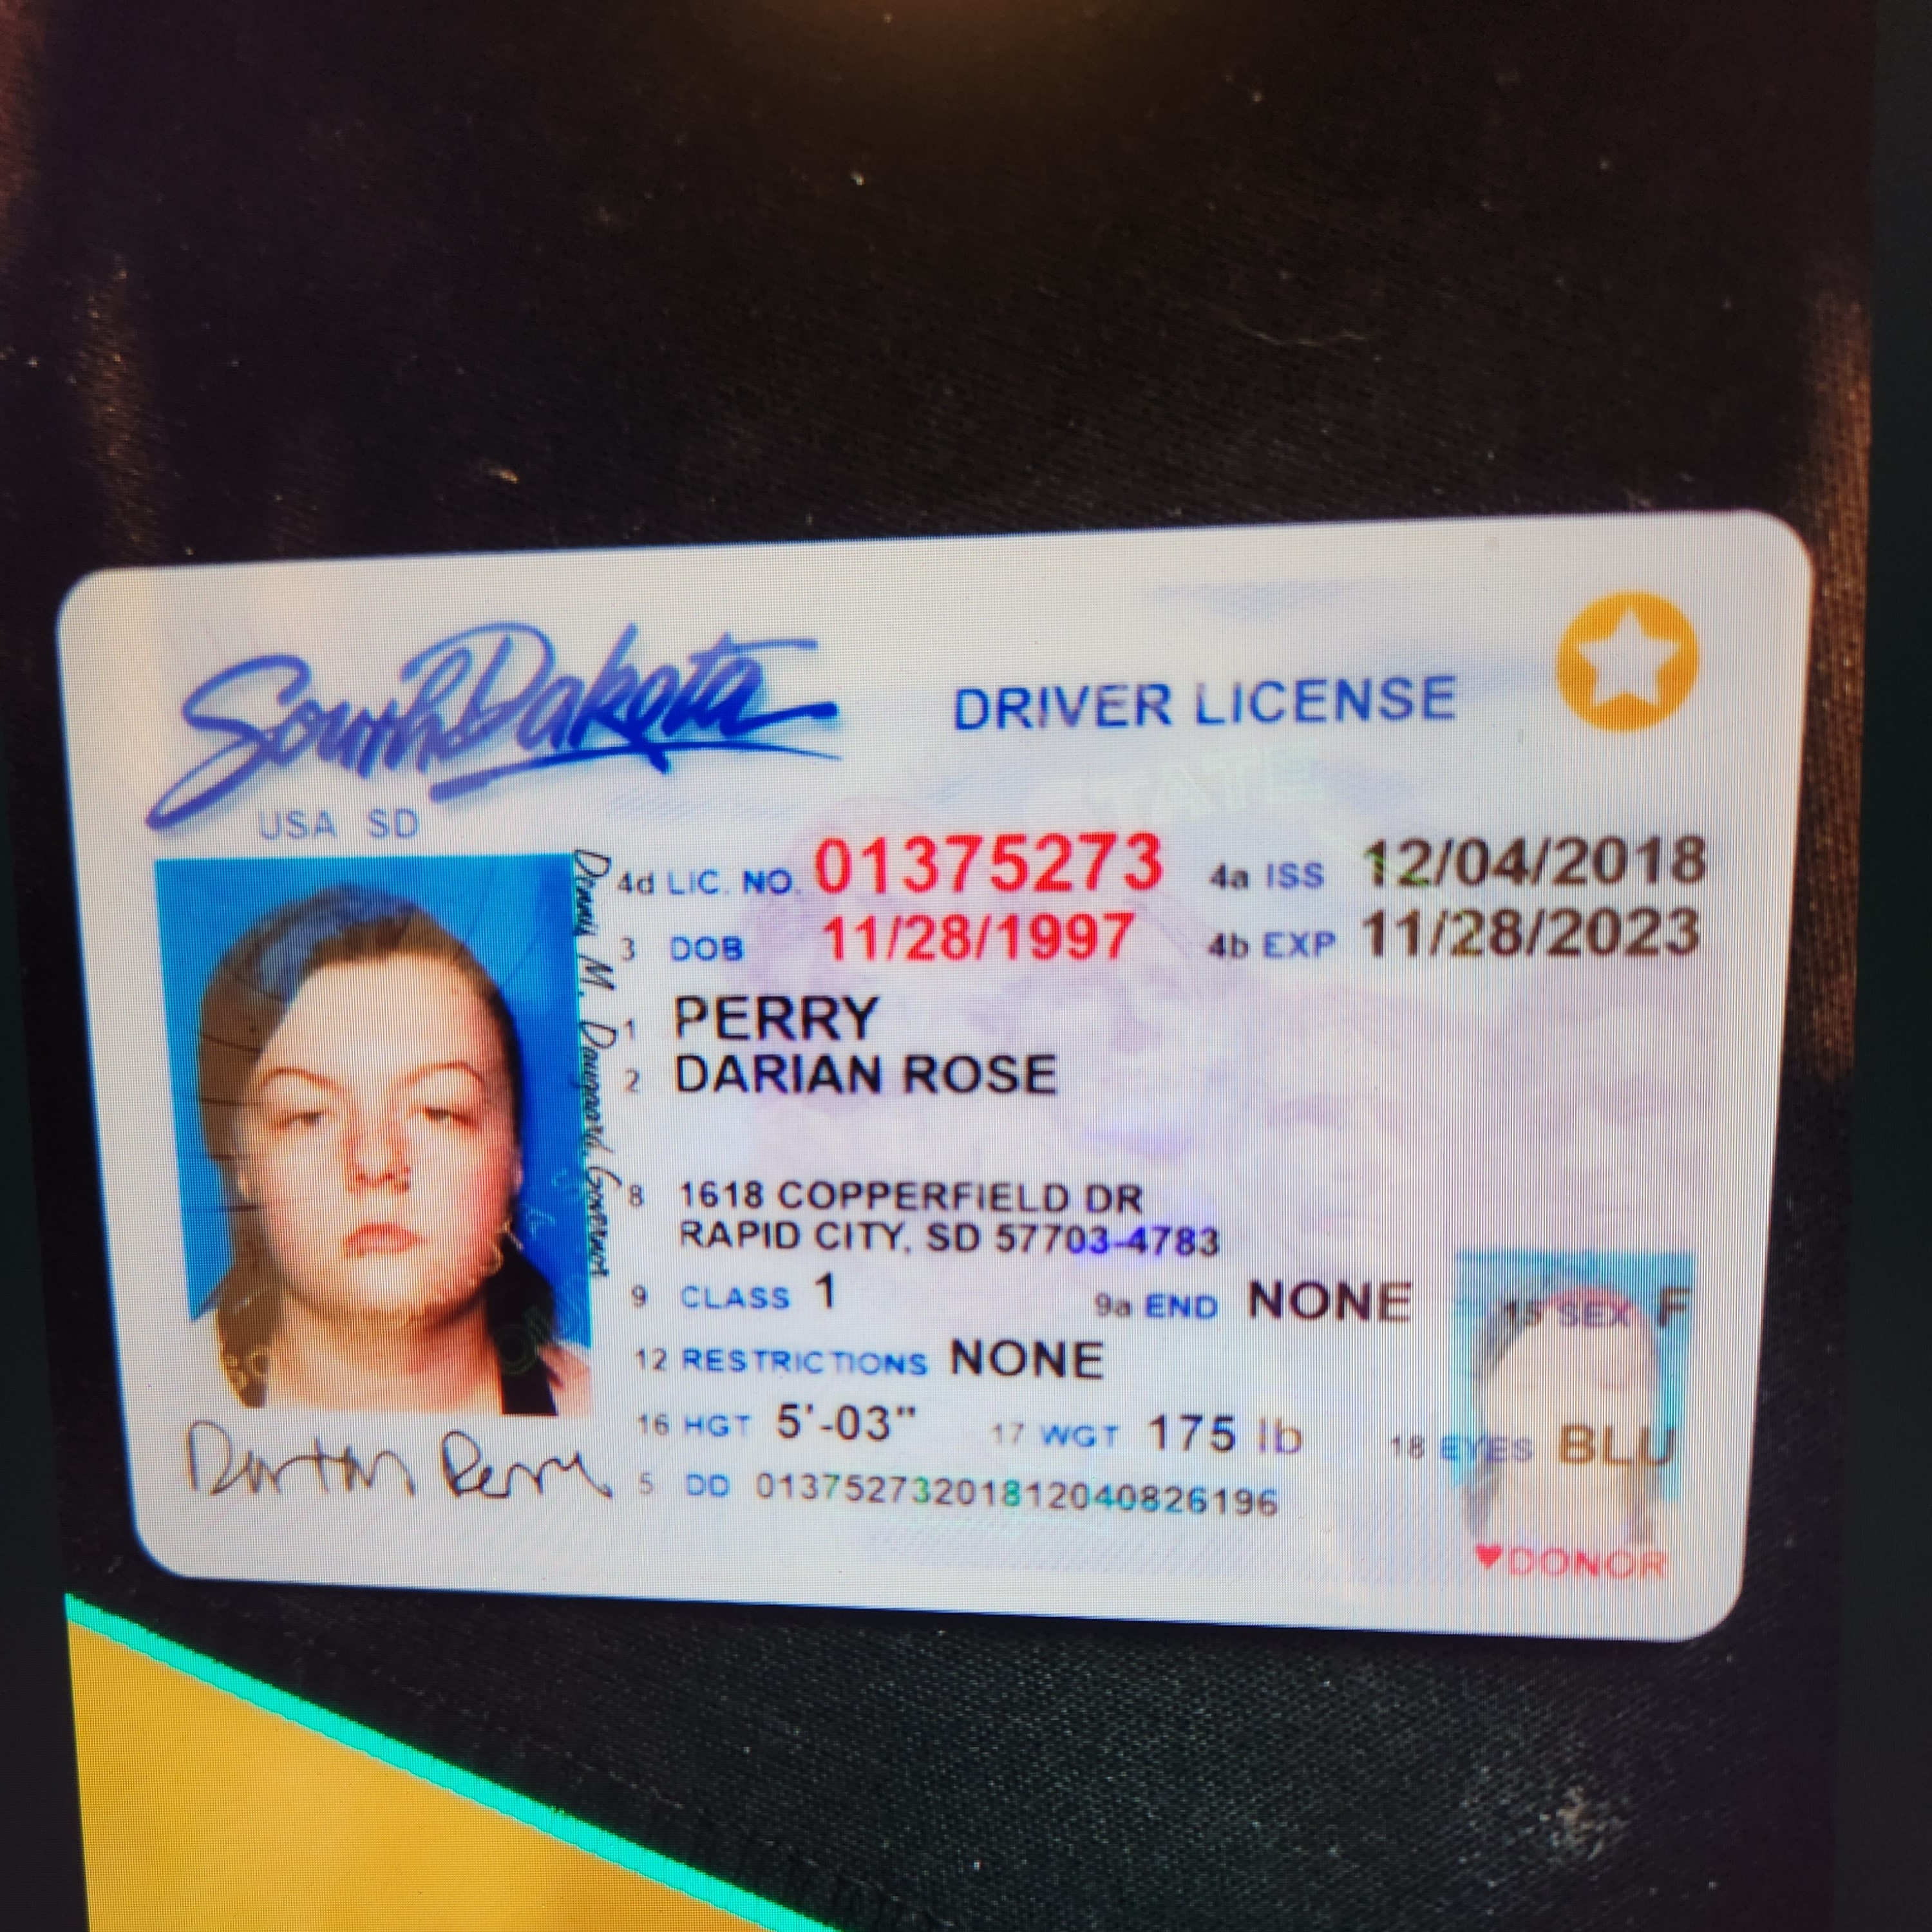 South Dakota
DRIVER LICENSE
USA SD
STATE
4d LIC. NO. 01375273 4a ISS 12/04/2018
3 DOB 11/28/1997 4b EXP 11/28/2023
1 PERRY
2 DARIAN ROSE
8 1618 COPPERFIELD DR
RAPID CITY, SD 57703-4783
9 CLASS 1 9a END NONE 15 SEX F
12 RESTRICTIONS NONE
16 HGT 5'-03" 17 WGT 175 lb 18 EYES BLU
5 DD 01375273201812040826196
DONOR
Dennis M. Daugaard, Governor
Darian Perry